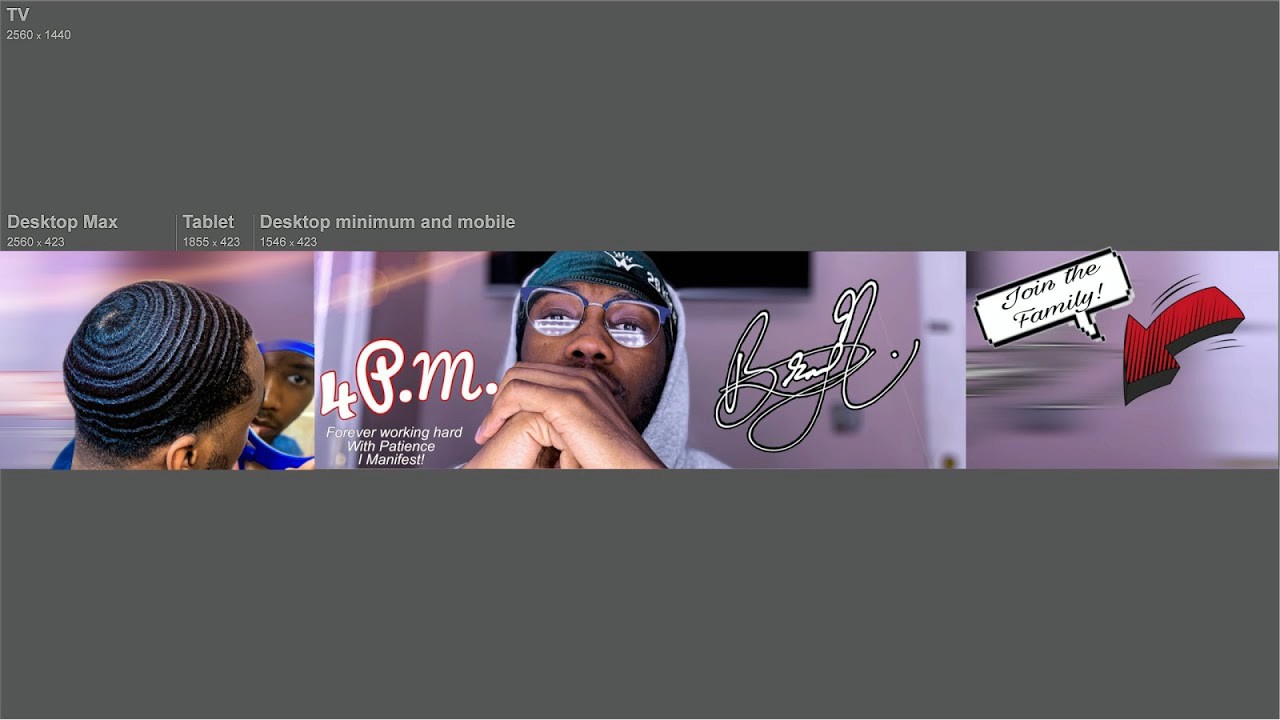 TV
2560 x 1440
Desktop Max
2560 x 423
Tablet
1855 x 423
Desktop minimum and mobile
1546 x 423
4P.M.
Forever working hard
With Patience
I Manifest!
Join the
Family!